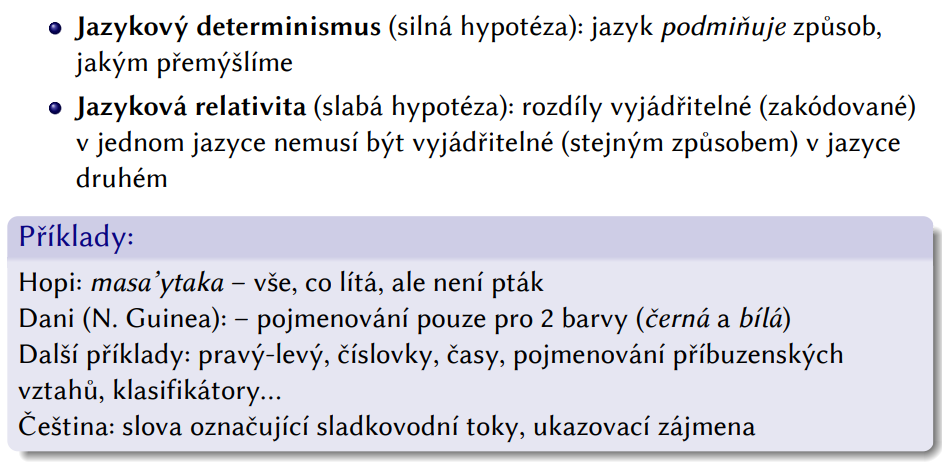 Jazykový determinismus (silná hypotéza): jazyk podmiňuje způsob,
jakým přemýšlíme
Jazyková relativita (slabá hypotéza): rozdíly vyjádřitelné (zakódované)
v jednom jazyce nemusí být vyjádřitelné (stejným způsobem) v jazyce
druhém
Příklady:
Hopi: masa’ytaka – vše, co lítá, ale není pták
Dani (N. Guinea): – pojmenování pouze pro 2 barvy (černá a bílá)
Další příklady: pravý-levý, číslovky, časy, pojmenování příbuzenských
vztahů, klasifikátory…
Čeština: slova označující sladkovodní toky, ukazovací zájmena